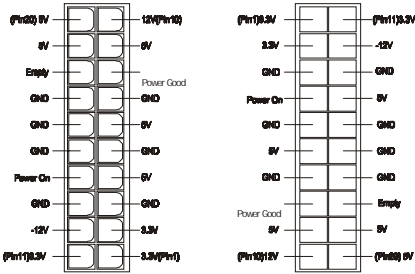 (Pin20) 5V 12V(Pin10)
5V 5V
Empty
Power Good
GND GND
GND 5V
GND GND
Power On 5V
GND GND
-12V 3.3V
(Pin11)3.3V 3.3V(Pin1)
(Pin1)3.3V (Pin11)3.3V
3.3V -12V
GND GND
Power On 5V
GND GND
5V GND
GND GND
Empty
Power Good
5V 5V
(Pin10)12V (Pin20) 5V